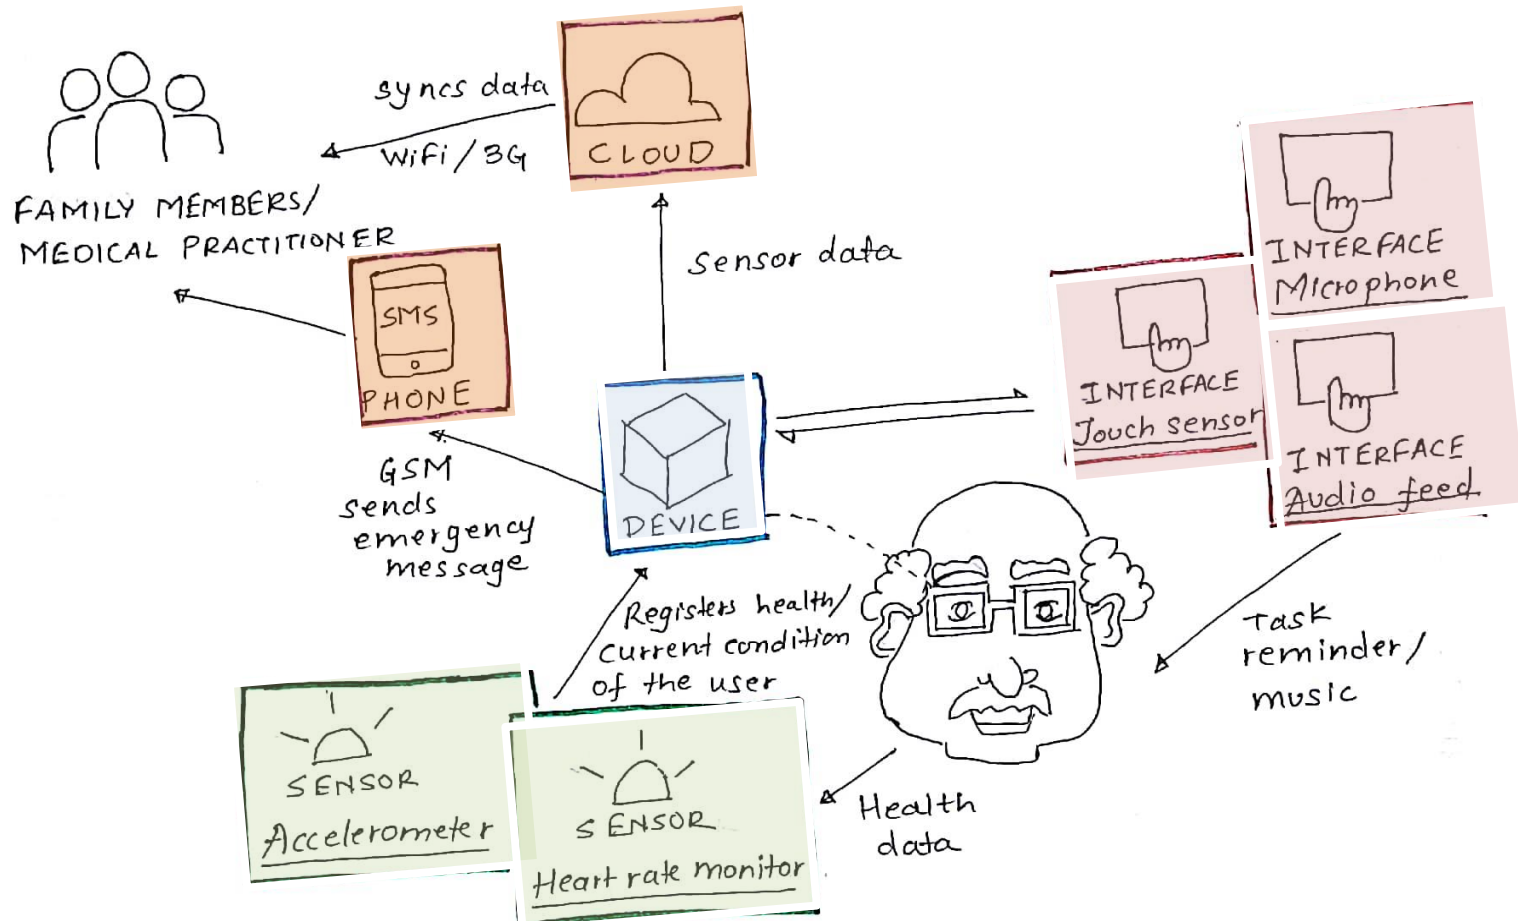 syncs data
WiFi / 3G
CLOUD
FAMILY MEMBERS/
MEDICAL PRACTITIONER
SMS
PHONE
Sensor data
INTERFACE
Microphone
INTERFACE
Touch sensor
INTERFACE
Audio feed
GSM
sends
emergency
message
DEVICE
Registers health/
current condition
of the user
Task
reminder/
music
SENSOR
Accelerometer
SENSOR
Heart rate monitor
Health
data